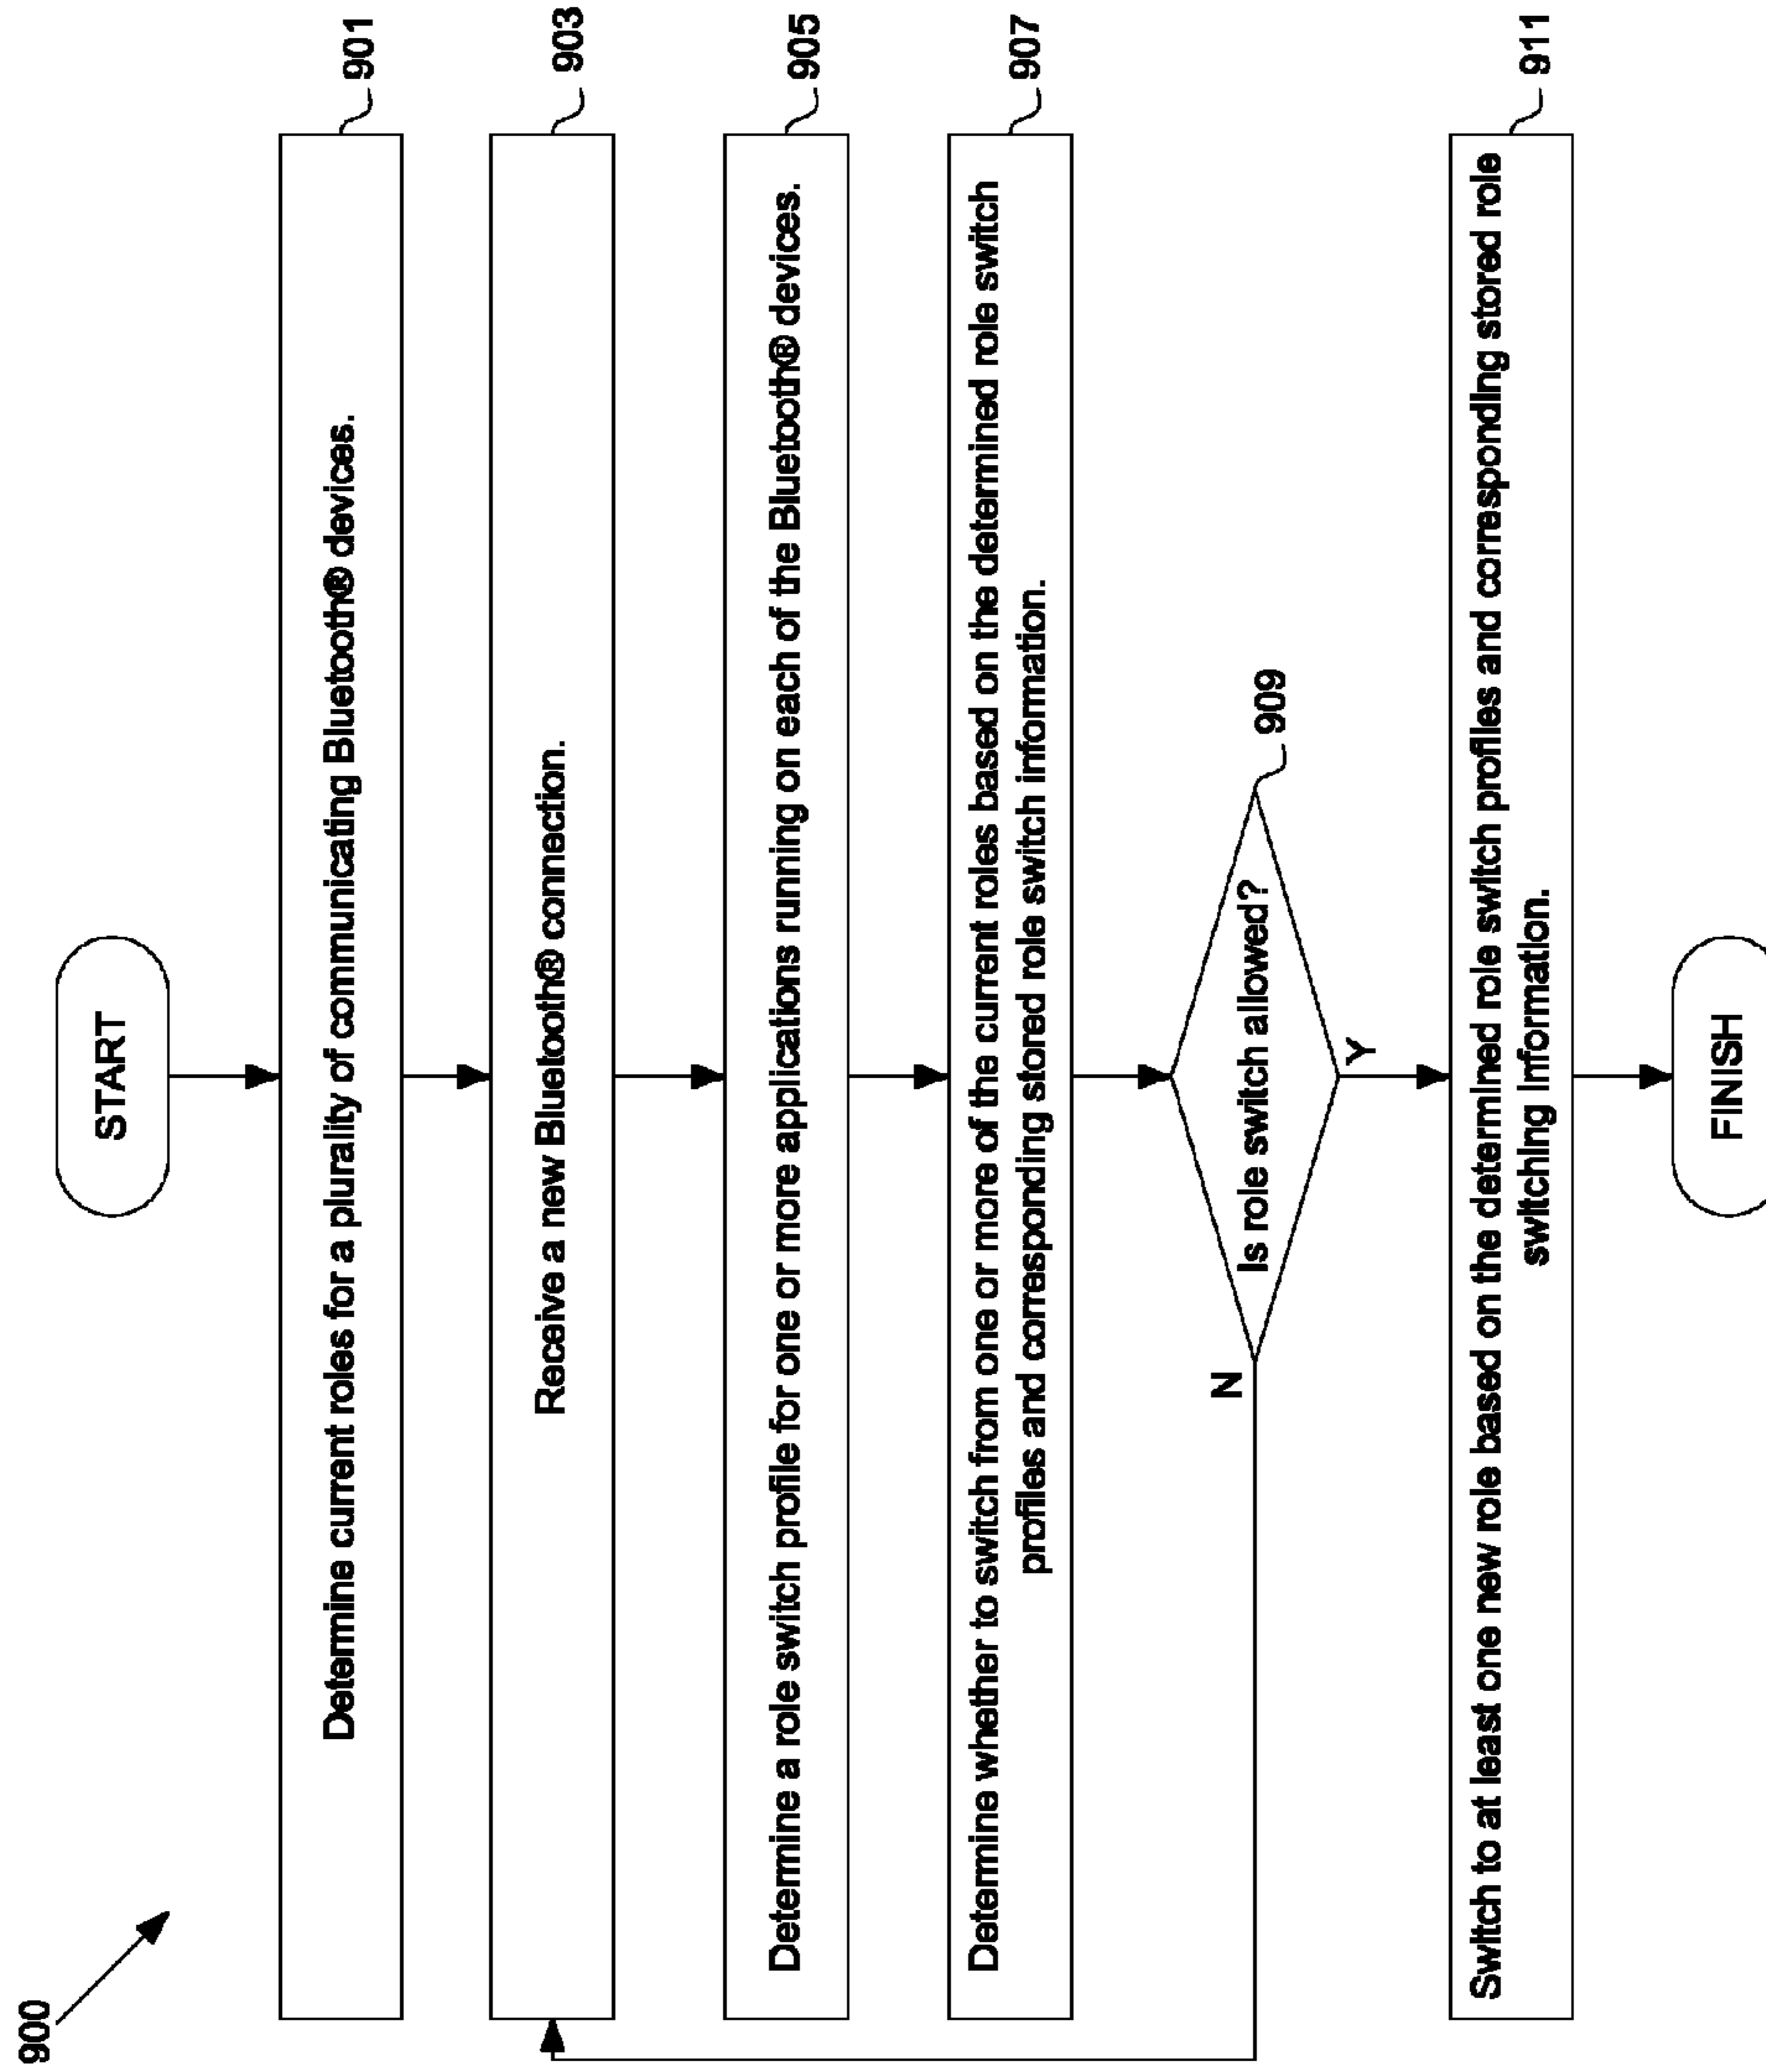 900
START
Determine current roles for a plurality of communicating Bluetooth® devices.
901
Receive a new Bluetooth® connection.
903
Determine a role switch profile for one or more applications running on each of the Bluetooth® devices.
905
Determine whether to switch from one or more of the current roles based on the determined role switch
profiles and corresponding stored role switch information.
907
Is role switch allowed?
909
N
Y
Switch to at least one new role based on the determined role switch profiles and corresponding stored role
switching information.
911
FINISH